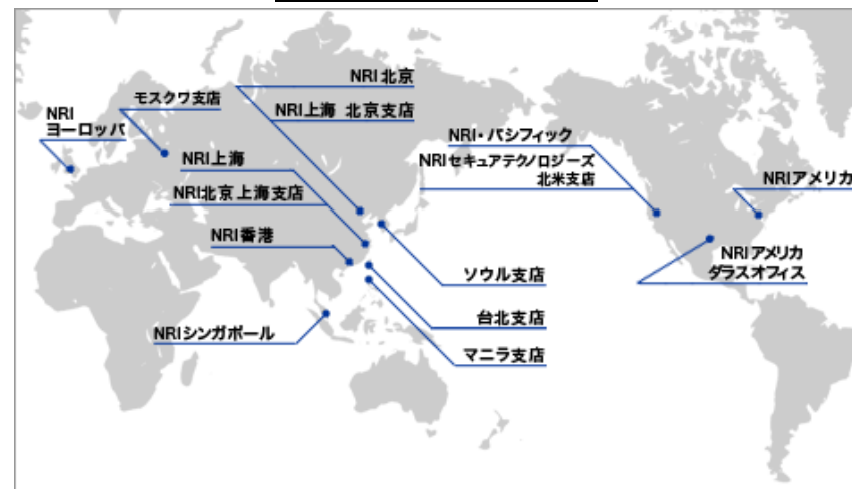 NRI北京
NRI上海 北京支店
モスクワ支店
NRI
ヨーロッパ
NRI上海
NRI北京上海支店
NRI香港
NRIシンガポール
ソウル支店
台北支店
マニラ支店
NRI・パシフィック
NRIセキュアテクノロジーズ
北米支店
NRIアメリカ
NRIアメリカ
ダラスオフィス